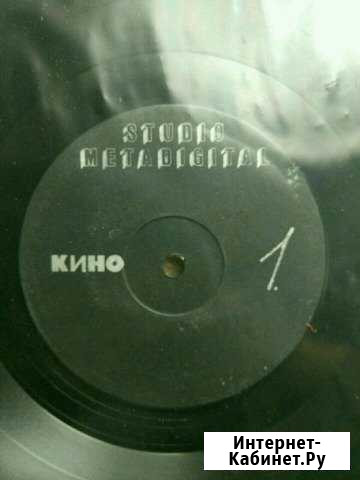 STUDIO
METADIGITAL
КИНО
1.
Интернет-
Кабинет.Ру